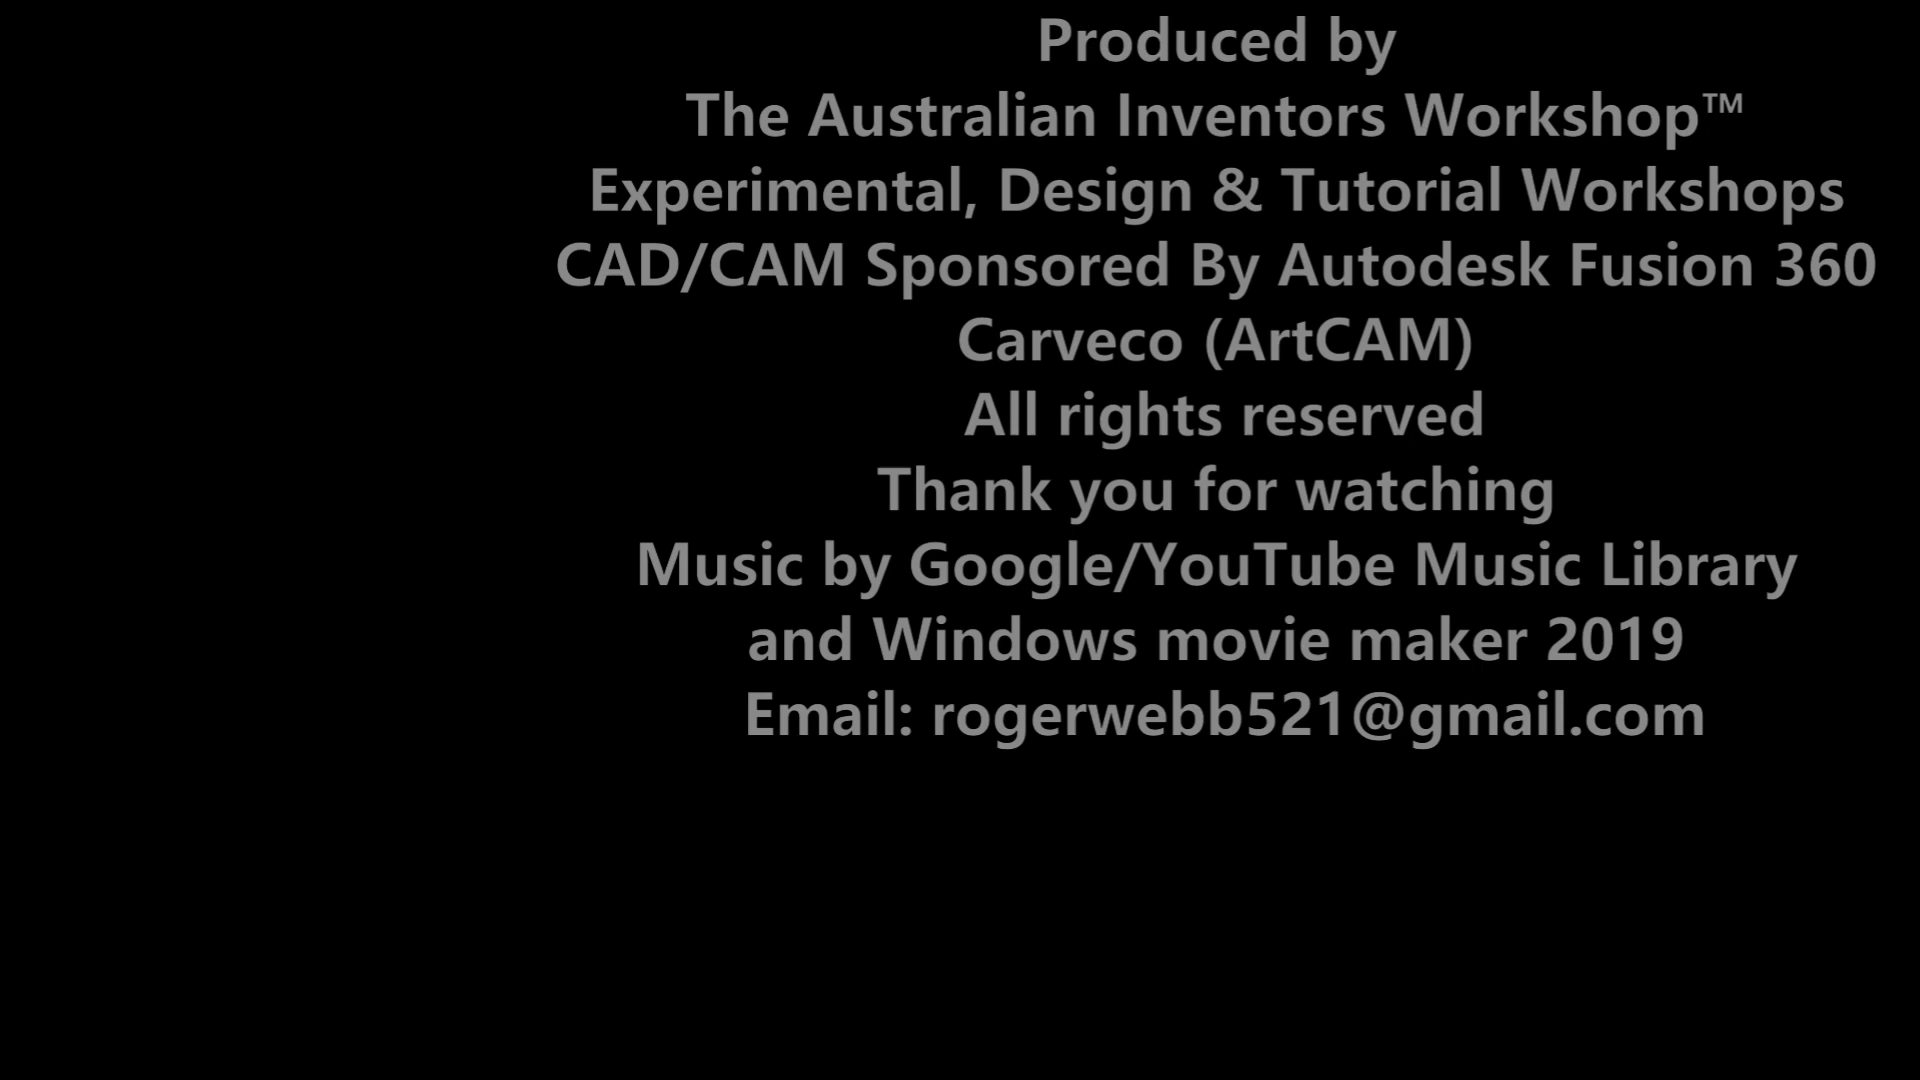 Produced by
The Australian Inventors Workshop™
Experimental, Design & Tutorial Workshops
CAD/CAM Sponsored By Autodesk Fusion 360
Carveco (ArtCAM)
All rights reserved
Thank you for watching
Music by Google/YouTube Music Library
and Windows movie maker 2019
Email: rogerwebb521@gmail.com